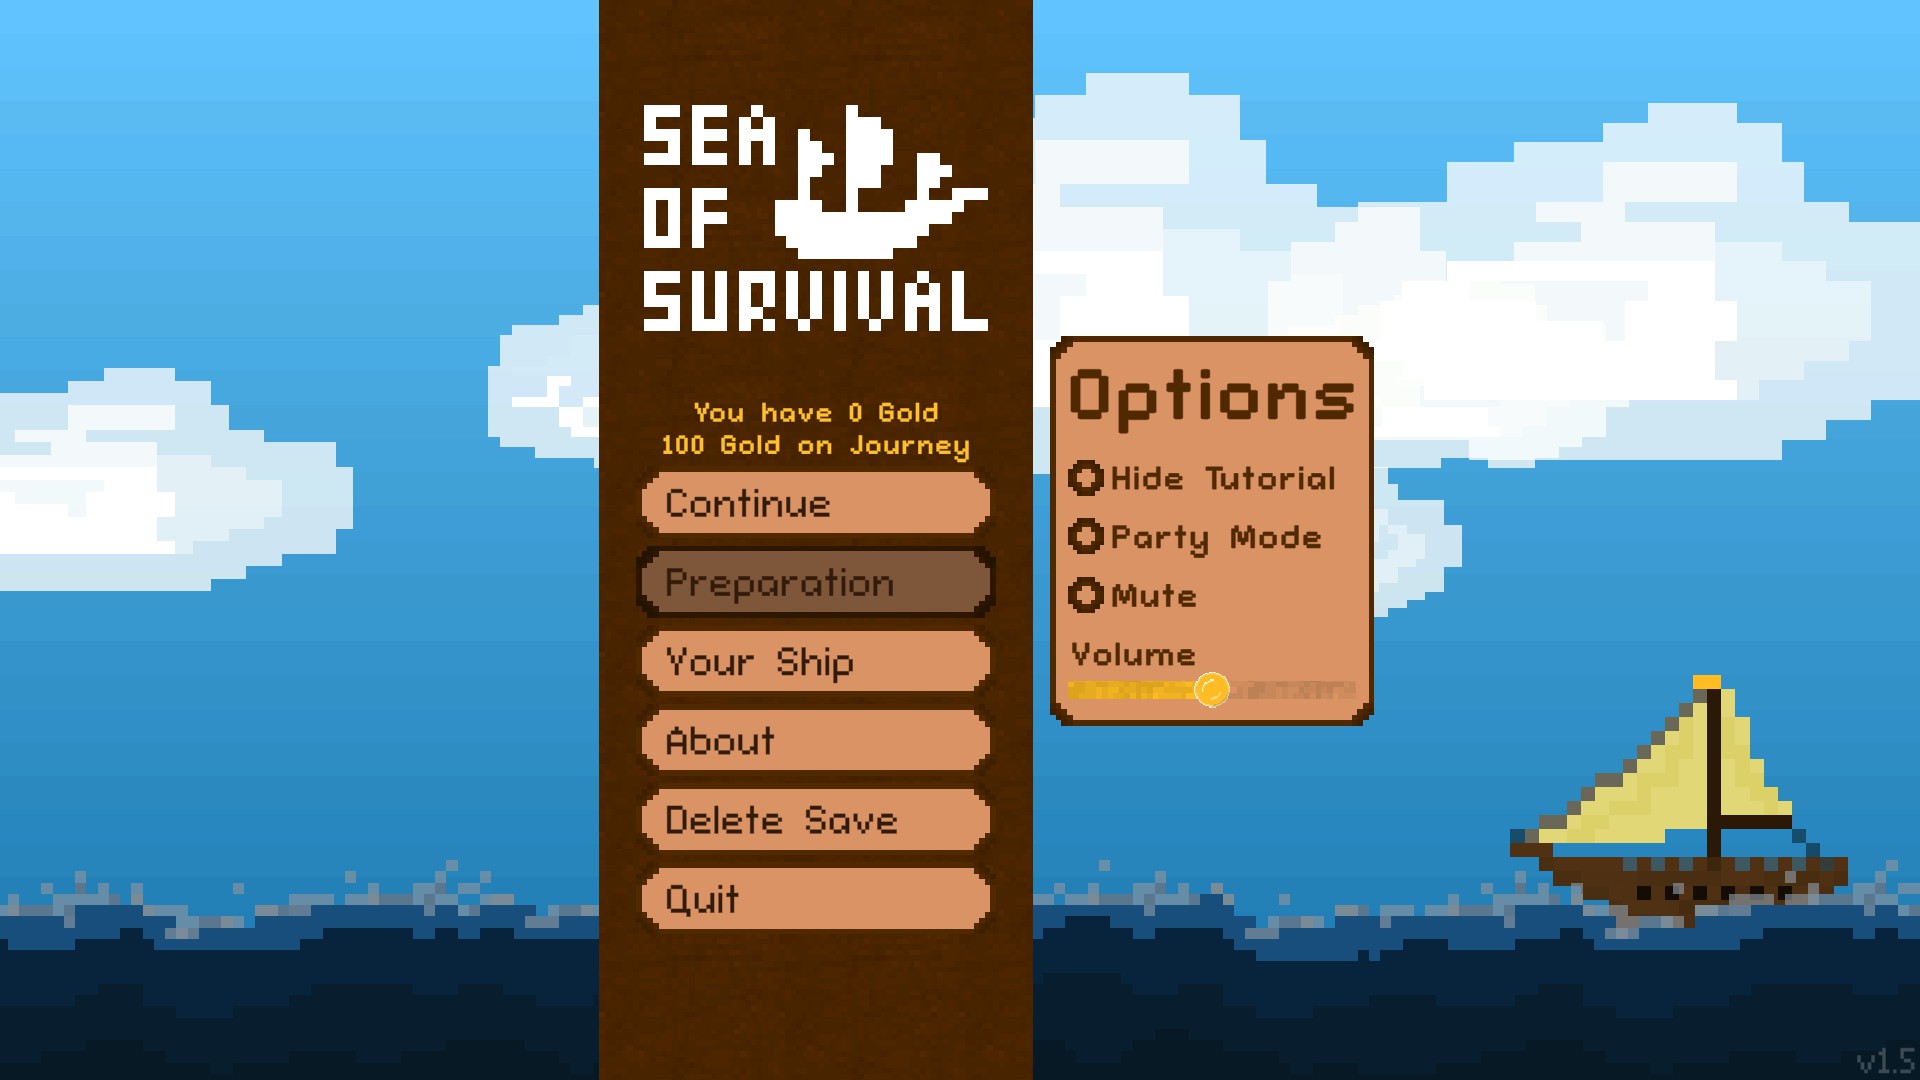 SEA
OF
SURVIVAL
You have 0 Gold
100 Gold on Journey
Continue
Preparation
Your Ship
About
Delete Save
Quit
Options
Hide Tutorial
Party Mode
Mute
Volume
v1.5